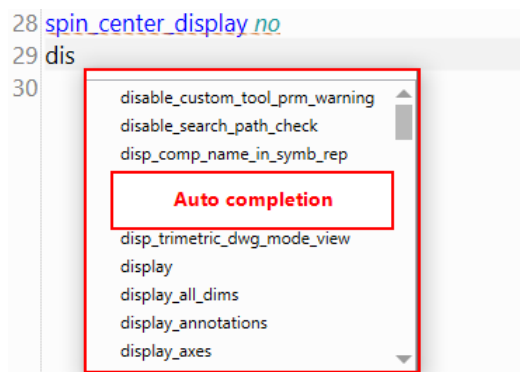 28 spin_center_display no
29 dis
30
disable_custom_tool_prm_warning
disable_search_path_check
disp_comp_name_in_symb_rep
Auto completion
disp_trimetric_dwg_mode_view
display
display_all_dims
display_annotations
display_axes